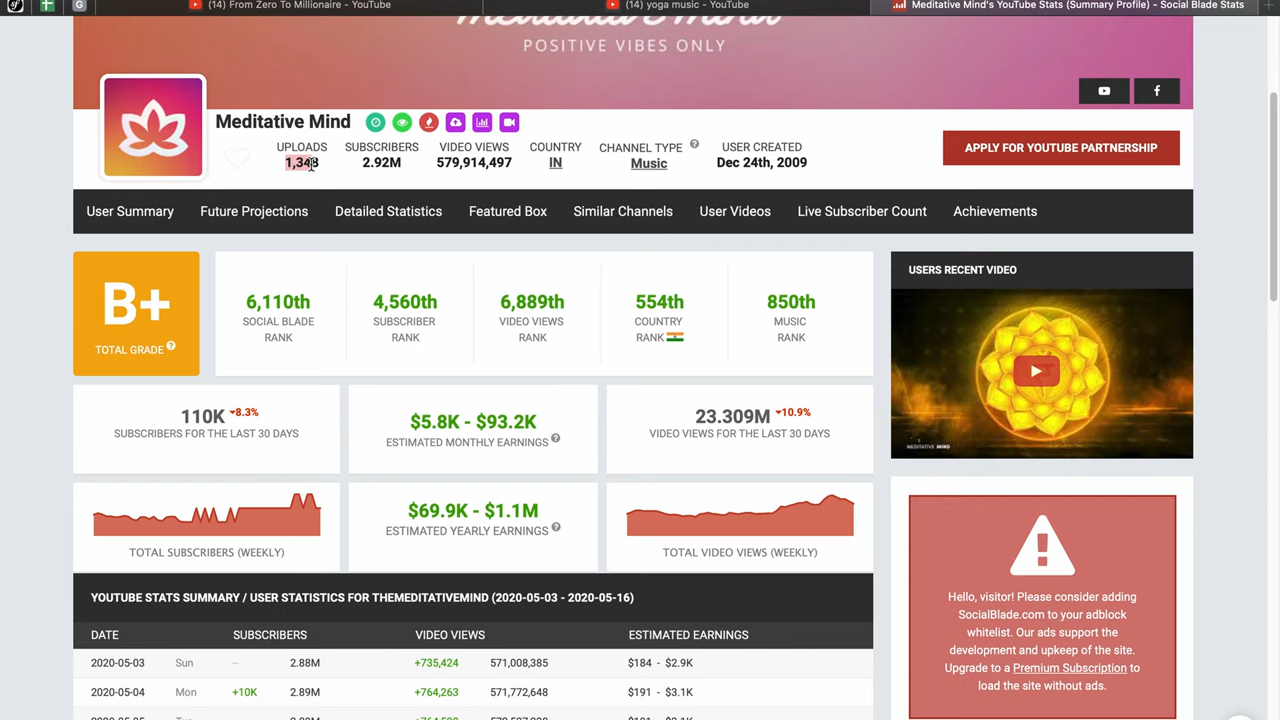 (14) From Zero To Millionaire - YouTube
(14) yoga music - YouTube
Meditative Mind's YouTube Stats (Summary Profile) - Social Blade Stats
G
Meditative Mind
POSITIVE VIBES ONLY
Meditative Mind
UPLOADS
SUBSCRIBERS
VIDEO VIEWS
COUNTRY
CHANNEL TYPE
USER CREATED
1,348
2.92M
579,914,497
IN
Music
Dec 24th, 2009
APPLY FOR YOUTUBE PARTNERSHIP
User Summary
Future Projections
Detailed Statistics
Featured Box
Similar Channels
User Videos
Live Subscriber Count
Achievements
B+
TOTAL GRADE
6,110th
SOCIAL BLADE
RANK
4,560th
SUBSCRIBER
RANK
6,889th
VIDEO VIEWS
RANK
554th
COUNTRY
RANK
850th
MUSIC
RANK
USERS RECENT VIDEO
MEDITATIVE MIND
110K -8.3%
SUBSCRIBERS FOR THE LAST 30 DAYS
$5.8K - $93.2K
ESTIMATED MONTHLY EARNINGS
23.309M -10.9%
VIDEO VIEWS FOR THE LAST 30 DAYS
TOTAL SUBSCRIBERS (WEEKLY)
$69.9K - $1.1M
ESTIMATED YEARLY EARNINGS
TOTAL VIDEO VIEWS (WEEKLY)
YOUTUBE STATS SUMMARY / USER STATISTICS FOR THEMEDITATIVEMIND (2020-05-03 - 2020-05-16)
DATE SUBSCRIBERS VIDEO VIEWS ESTIMATED EARNINGS
2020-05-03 Sun -- 2.88M +735,424 571,008,385 $184 - $2.9K
2020-05-04 Mon +10K 2.89M +764,263 571,772,648 $191 - $3.1K
Hello, visitor! Please consider adding
SocialBlade.com to your adblock
whitelist. Our ads support the
development and upkeep of the site.
Upgrade to a Premium Subscription to
load the site without ads.